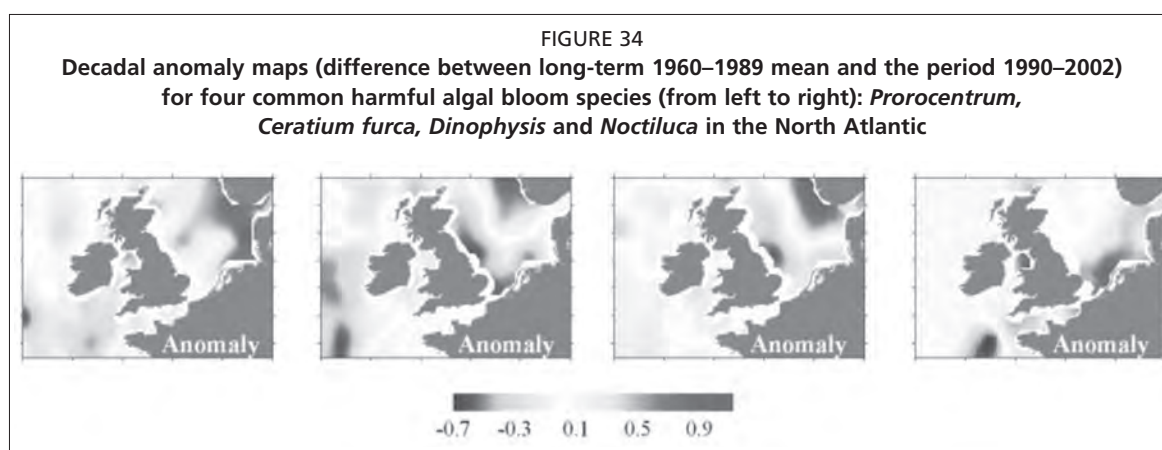 FIGURE 34
Decadal anomaly maps (difference between long-term 1960–1989 mean and the period 1990–2002)
for four common harmful algal bloom species (from left to right): Prorocentrum,
Ceratium furca, Dinophysis and Noctiluca in the North Atlantic
Anomaly Anomaly Anomaly Anomaly
-0.7 -0.3 0.1 0.5 0.9